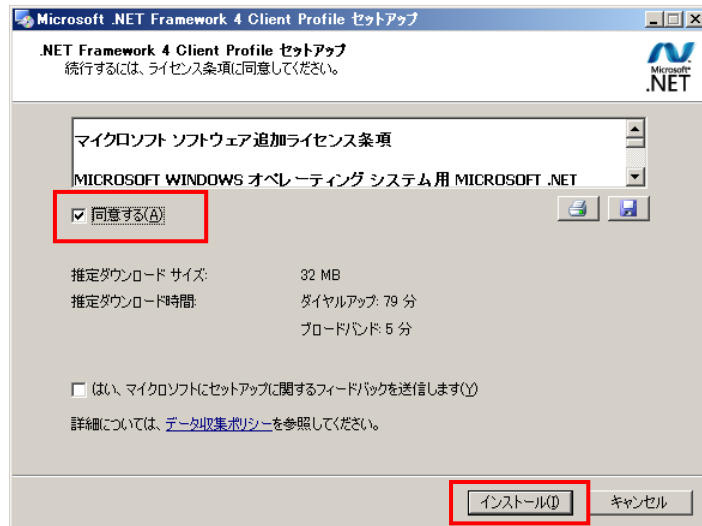 Microsoft .NET Framework 4 Client Profile セットアップ
.NET Framework 4 Client Profile セットアップ
続行するには、ライセンス条項に同意してください。
Microsoft®
.NET
マイクロソフト ソフトウェア追加ライセンス条項
MICROSOFT WINDOWS オペレーティング システム用 MICROSOFT .NET
同意する(A)
推定ダウンロード サイズ: 32 MB
推定ダウンロード時間: ダイヤルアップ: 79 分
ブロードバンド: 5 分
はい、マイクロソフトにセットアップに関するフィードバックを送信します(Y)
詳細については、データ収集ポリシーを参照してください。
インストール(I) キャンセル